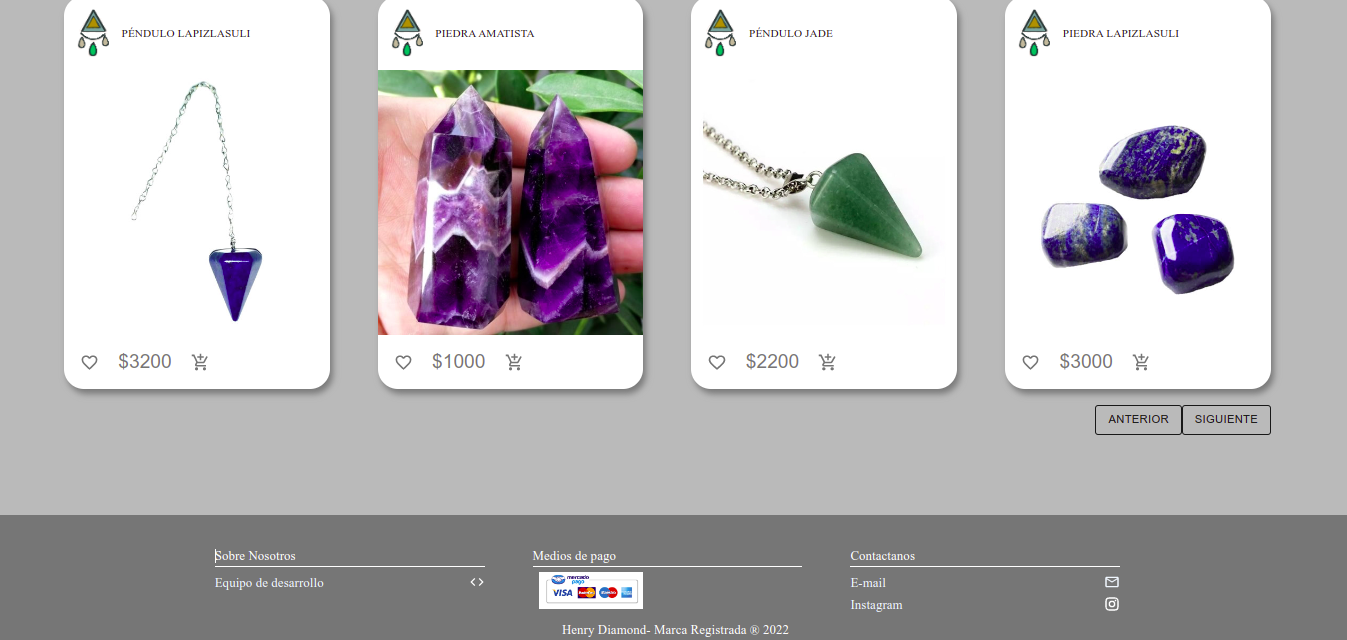 PÉNDULO LAPIZLASULI
PIEDRA AMATISTA
PÉNDULO JADE
PIEDRA LAPIZLASULI
$3200
$1000
$2200
$3000
ANTERIOR
SIGUIENTE
Sobre Nosotros
Equipo de desarrollo
Medios de pago
mercado
pago
VISA
Contactanos
E-mail
Instagram
Henry Diamond- Marca Registrada ® 2022